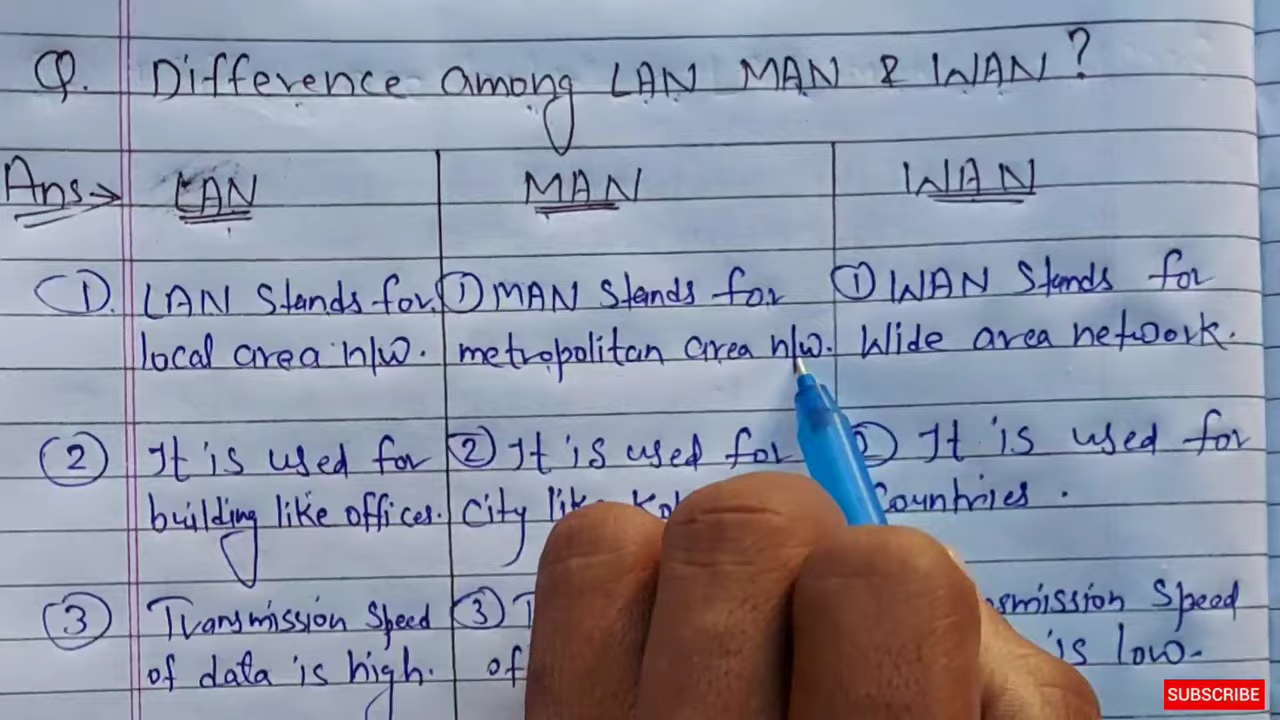 Q. Difference among LAN MAN & WAN?
Ans→ LAN MAN WAN
①. LAN Stands for ① MAN Stands for ① WAN Stands for
local area n/w. metropolitan area n/w. Wide area network.
② It is used for ② It is used for It is used for
building like offices. City like Countries.
③ Transmission Speed ③ Speed
of data is high. of is low.
SUBSCRIBE